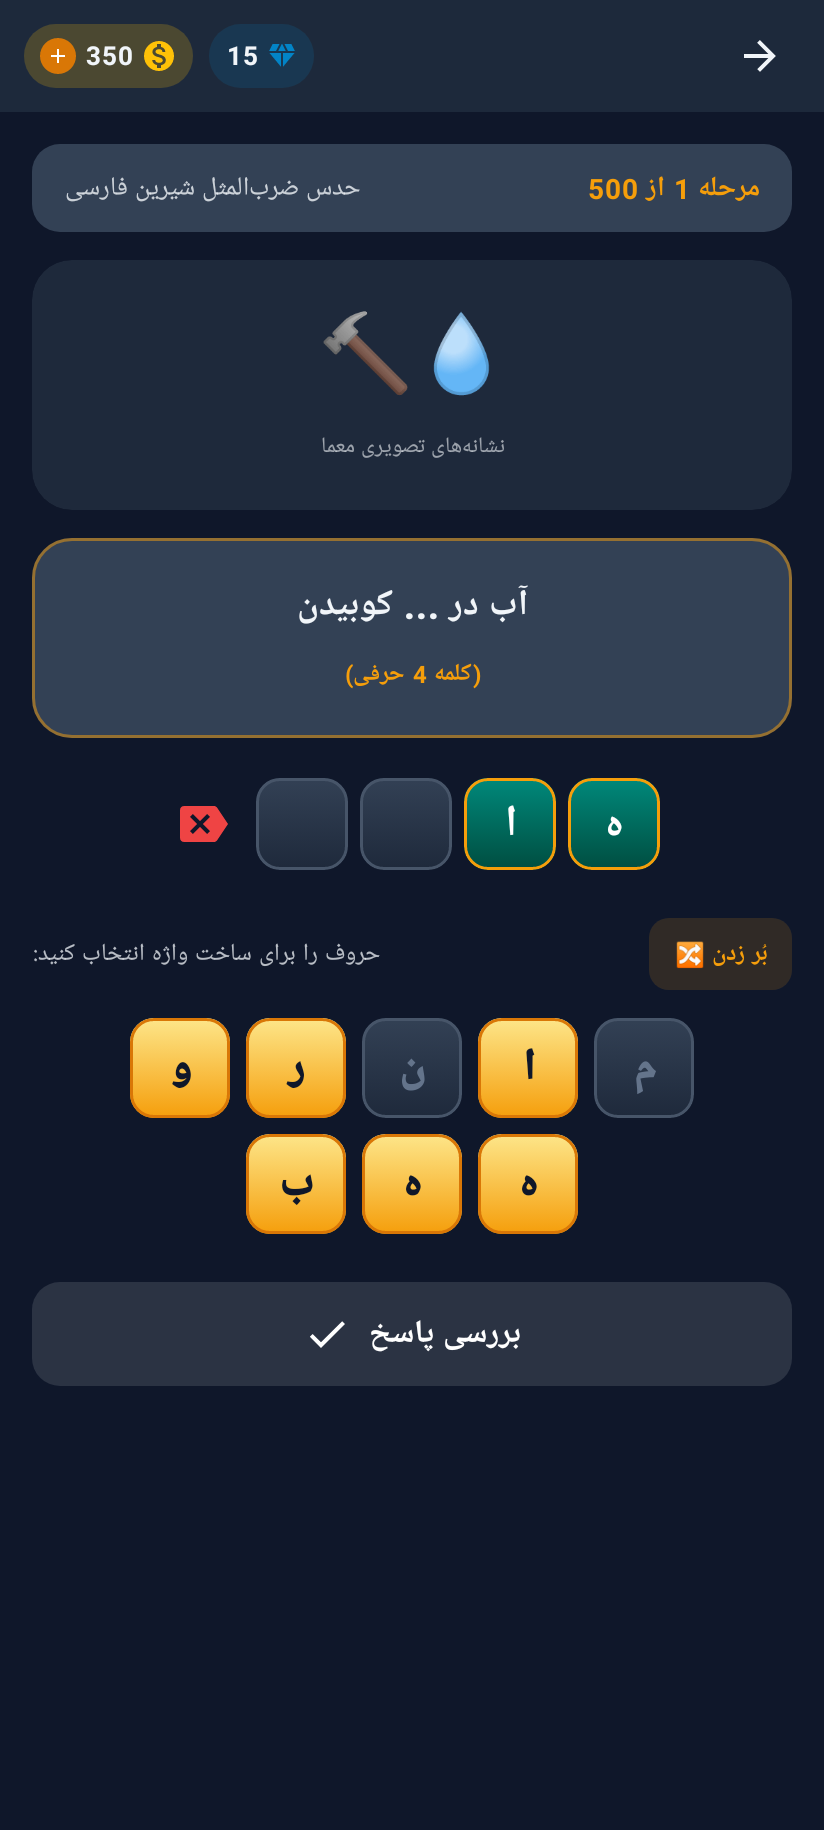 350 15
مرحله 1 از 500
حدس ضرب‌المثل شیرین فارسی
نشانه‌های تصویری معما
آب در ... کوبیدن
(کلمه 4 حرفی)
ه ا
بُر زدن
حروف را برای ساخت واژه انتخاب کنید:
م ا ن ر و
ه ه ب
بررسی پاسخ